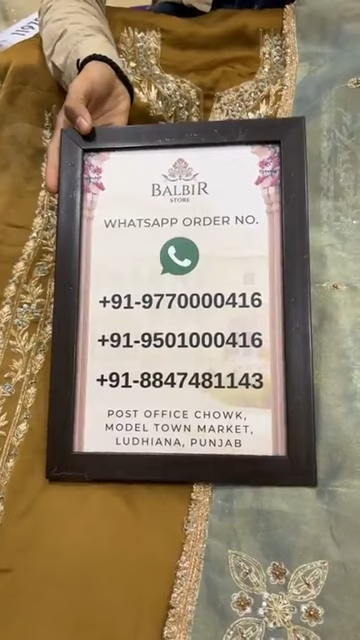 BALBIR
STORE
WHATSAPP ORDER NO.
+91-9770000416
+91-9501000416
+91-8847481143
POST OFFICE CHOWK,
MODEL TOWN MARKET,
LUDHIANA, PUNJAB